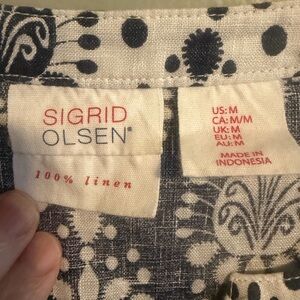 SIGRID
OLSEN®
100% linen
US: M
CA: M/M
UK: M
EU: M
AU: M
MADE IN
INDONESIA